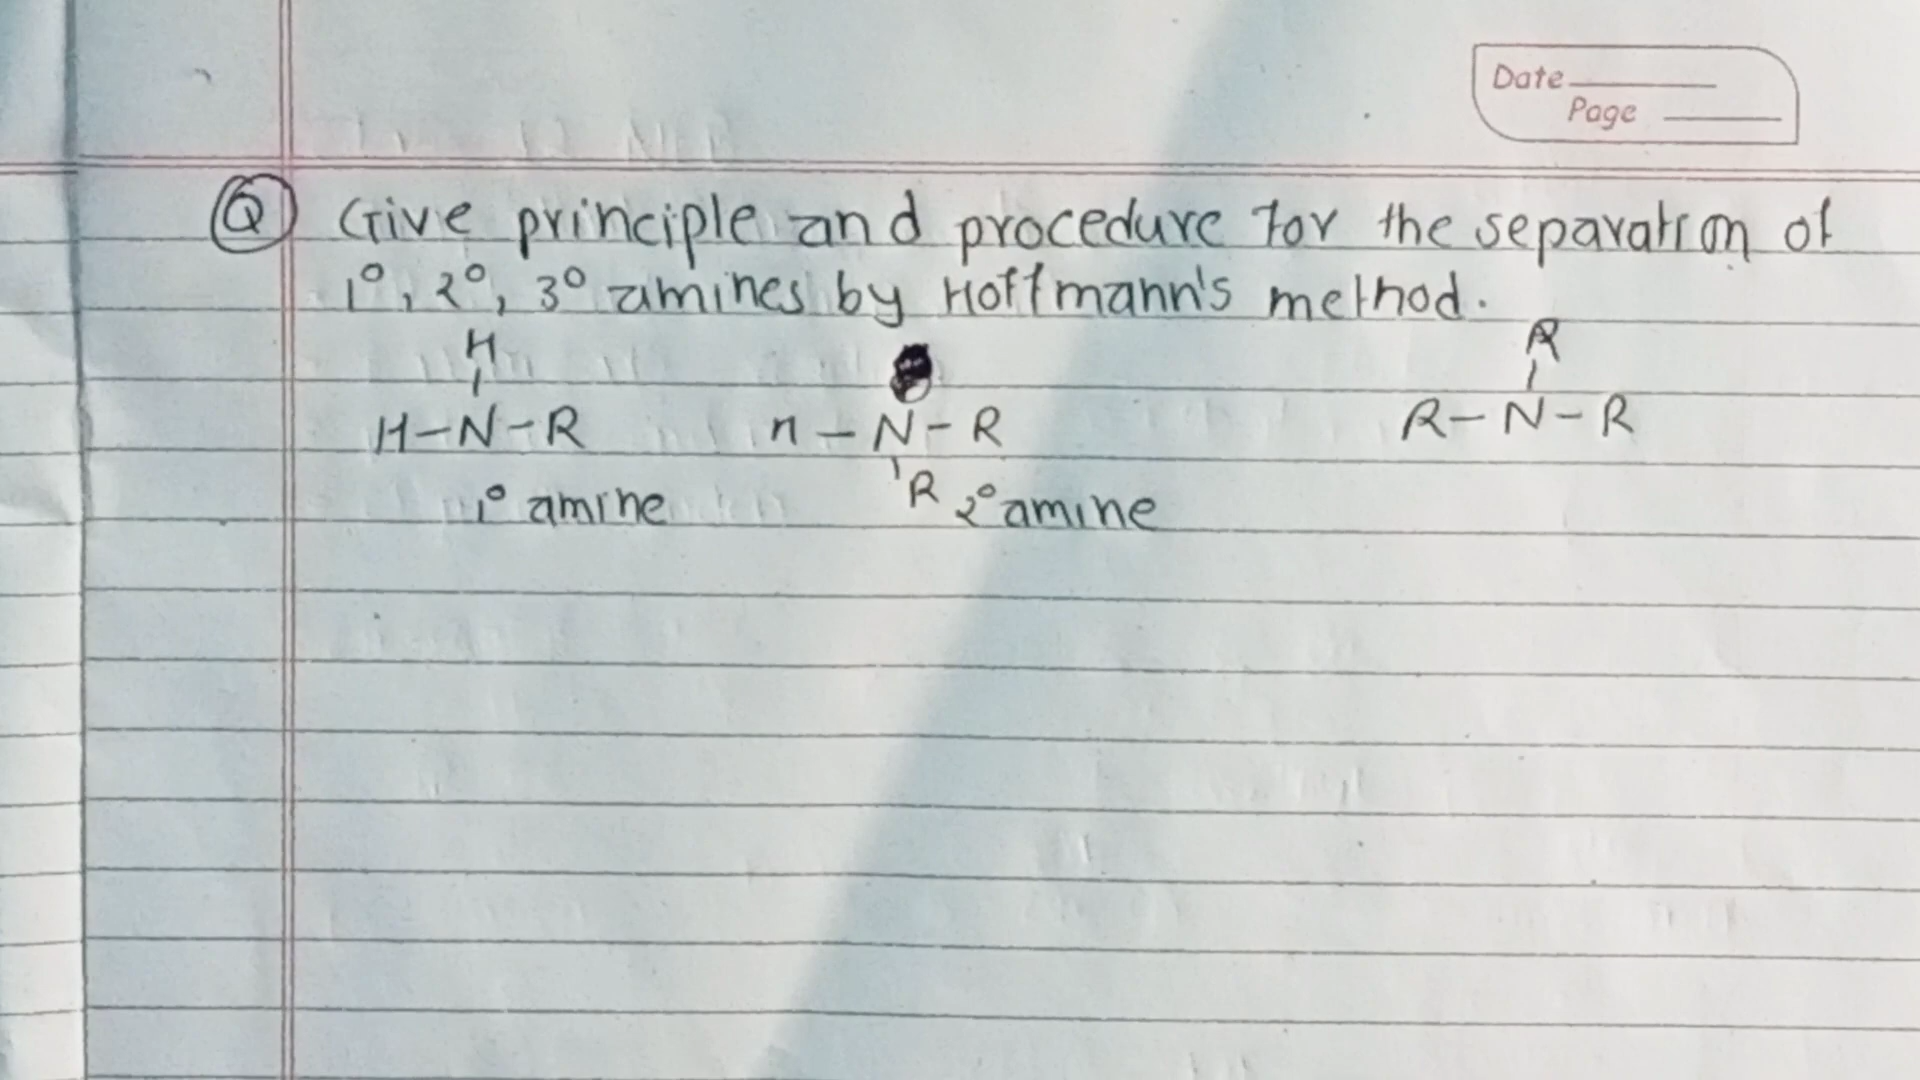 Date
Page
Q Give principle and procedure for the separation of
1°, 2°, 3° amines by Hoffmann's method.
H R
H-N-R n-N-R R-N-R
R
1° amine 2° amine